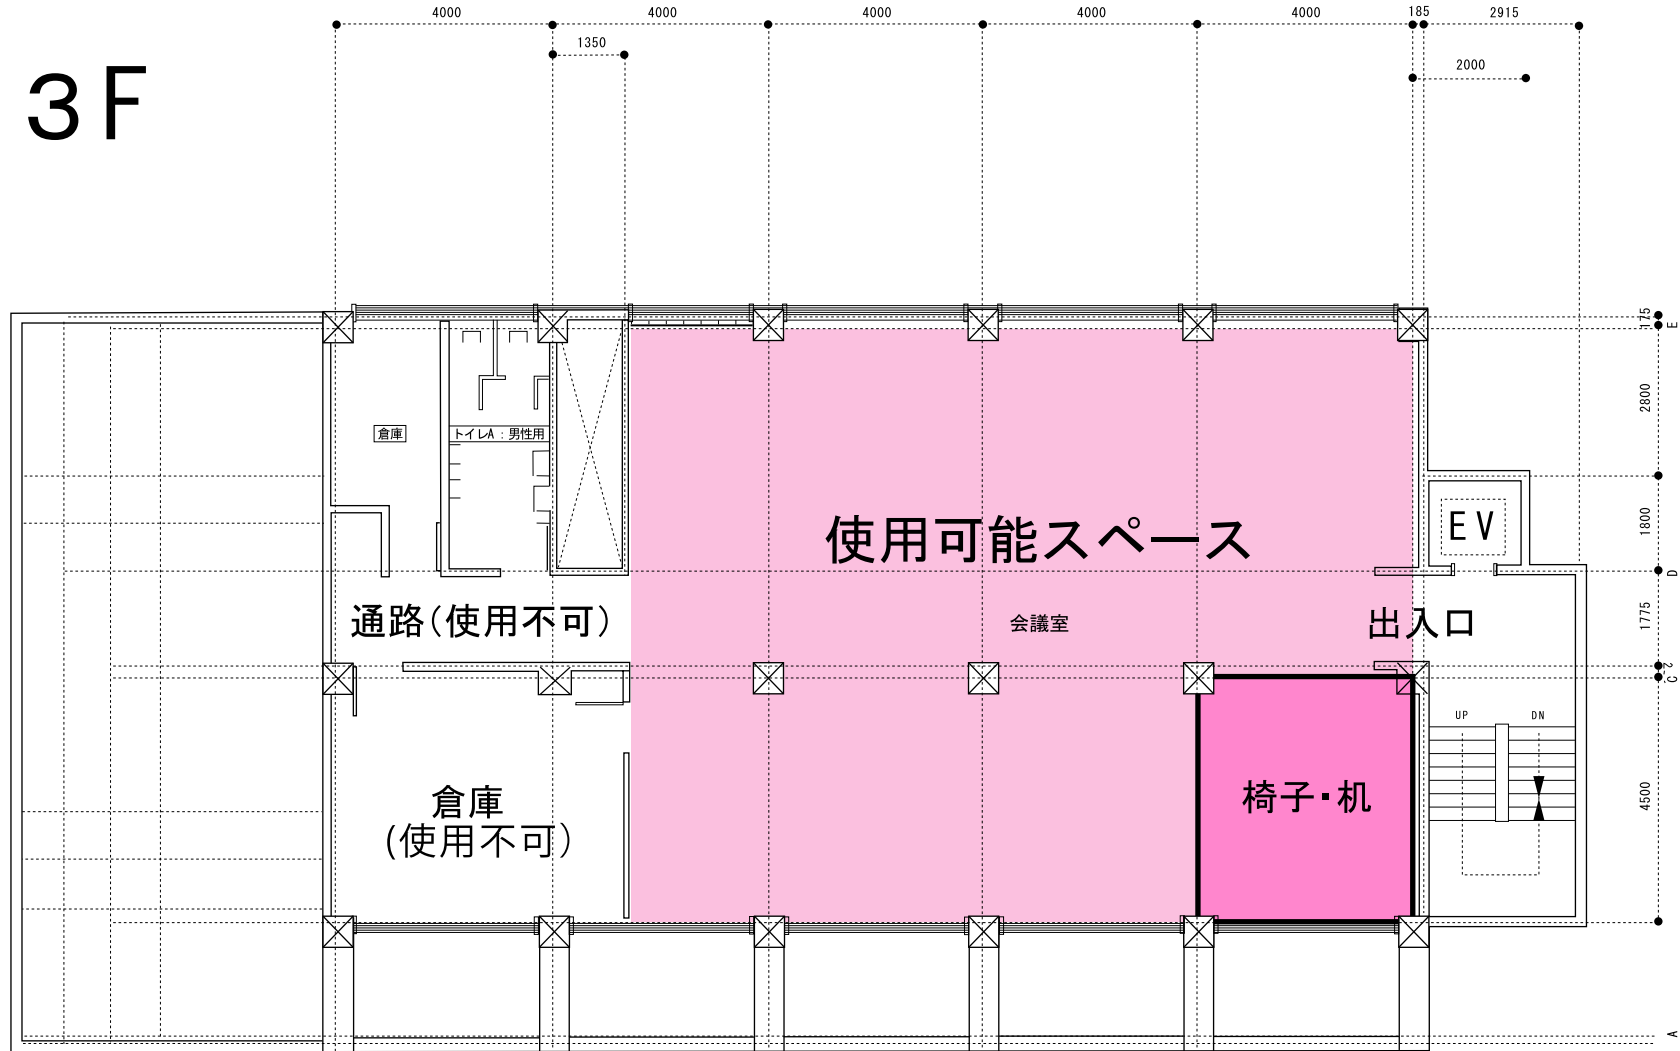 4000 4000 4000 4000 4000 185 2915
1350
2000
3F
175
E
2800
倉庫
トイレA：男性用
使用可能スペース
EV
1800
D
通路(使用不可)
会議室
出入口
1775
C
UP DN
椅子・机
倉庫
(使用不可)
4500
A